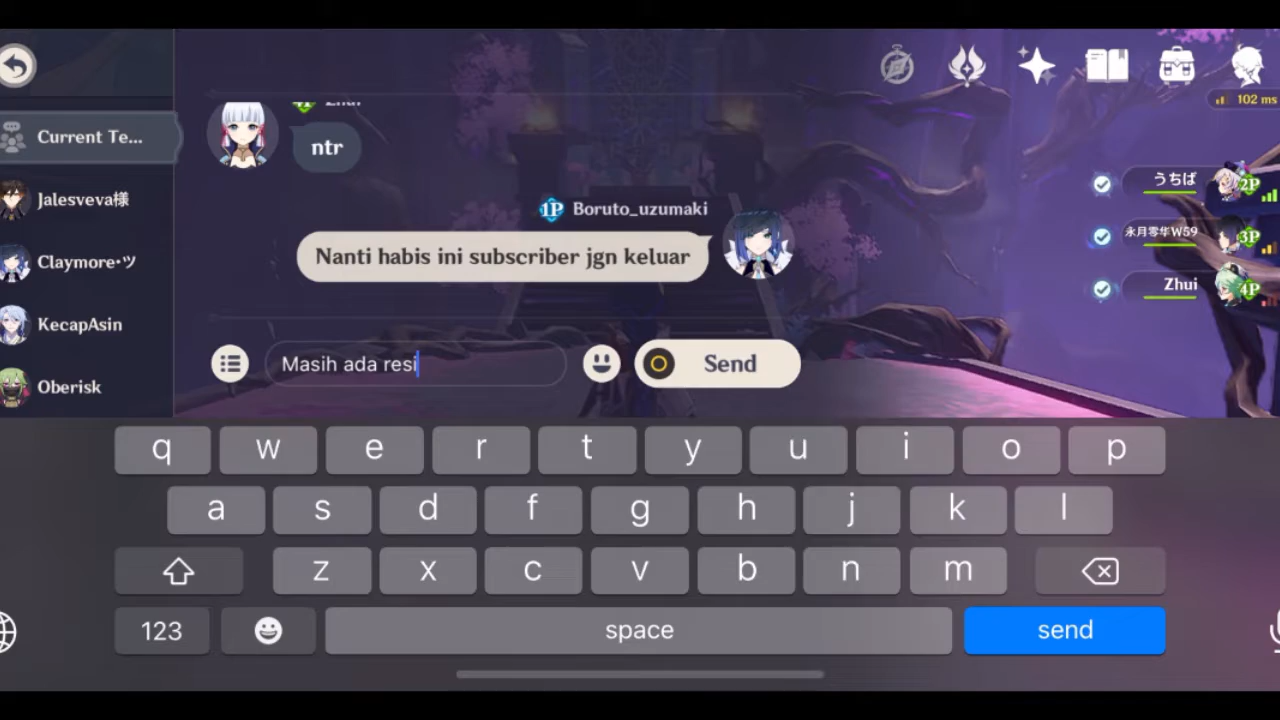 102 ms
Current Te...
Jalesveva様
Claymore•ツ
KecapAsin
Oberisk
Zhui
ntr
1P Boruto_uzumaki
Nanti habis ini subscriber jgn keluar
うちば 2P
永月零华W59 3P
Zhui 4P
Masih ada resi
Send
q w e r t y u i o p
a s d f g h j k l
z x c v b n m
123 space send